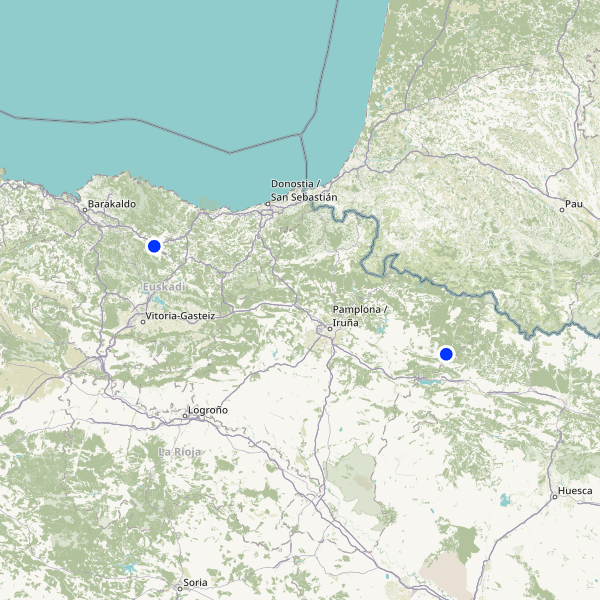 Donostia /
San Sebastián
Barakaldo
Pau
Euskadi
Vitoria-Gasteiz
Pamplona /
Iruña
Logroño
La Rioja
Huesca
Soria